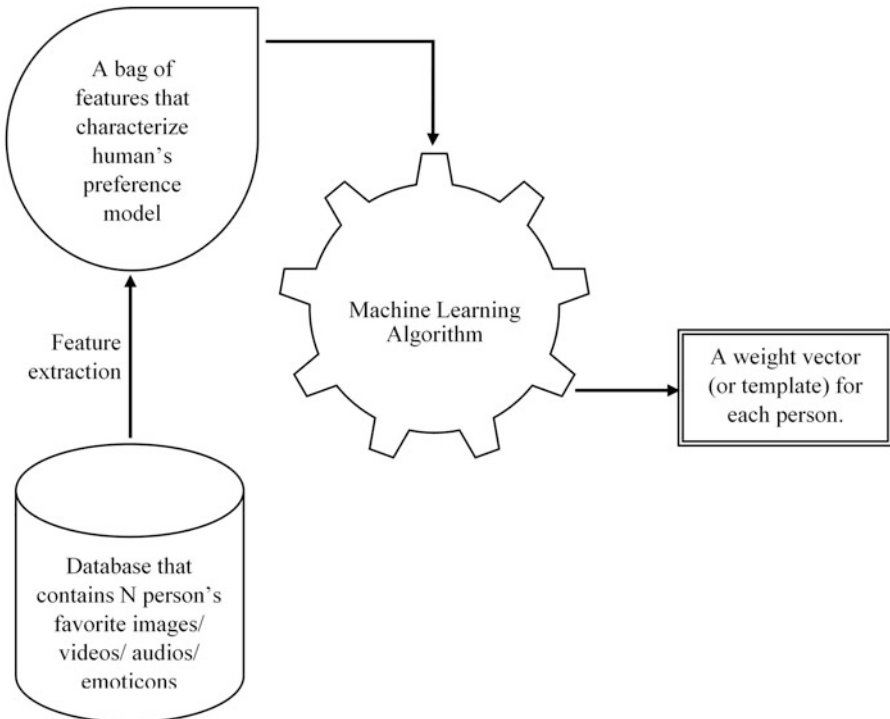 A bag of
features that
characterize
human's
preference
model
Machine Learning
Algorithm
Feature
extraction
A weight vector
(or template) for
each person.
Database that
contains N person's
favorite images/
videos/ audios/
emoticons